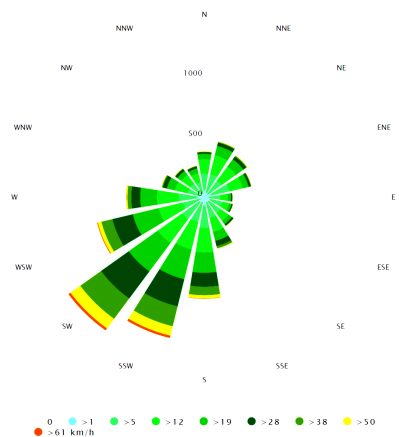 N
NNW NNE
NW NE
1000
WNW 500 ENE
0
W E
WSW ESE
SW SE
SSW SSE
S
0 >1 >5 >12 >19 >28 >38 >50
>61 km/h